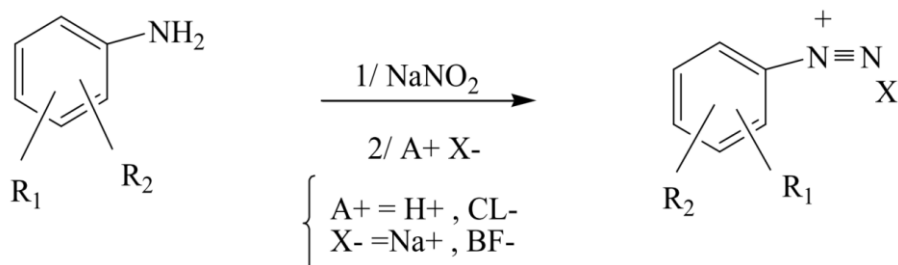 NH₂
R₁
R₂
1/ NaNO₂
2/ A+ X-
A+ = H+ , CL-
X- =Na+ , BF-
+
N≡N
X
R₂
R₁